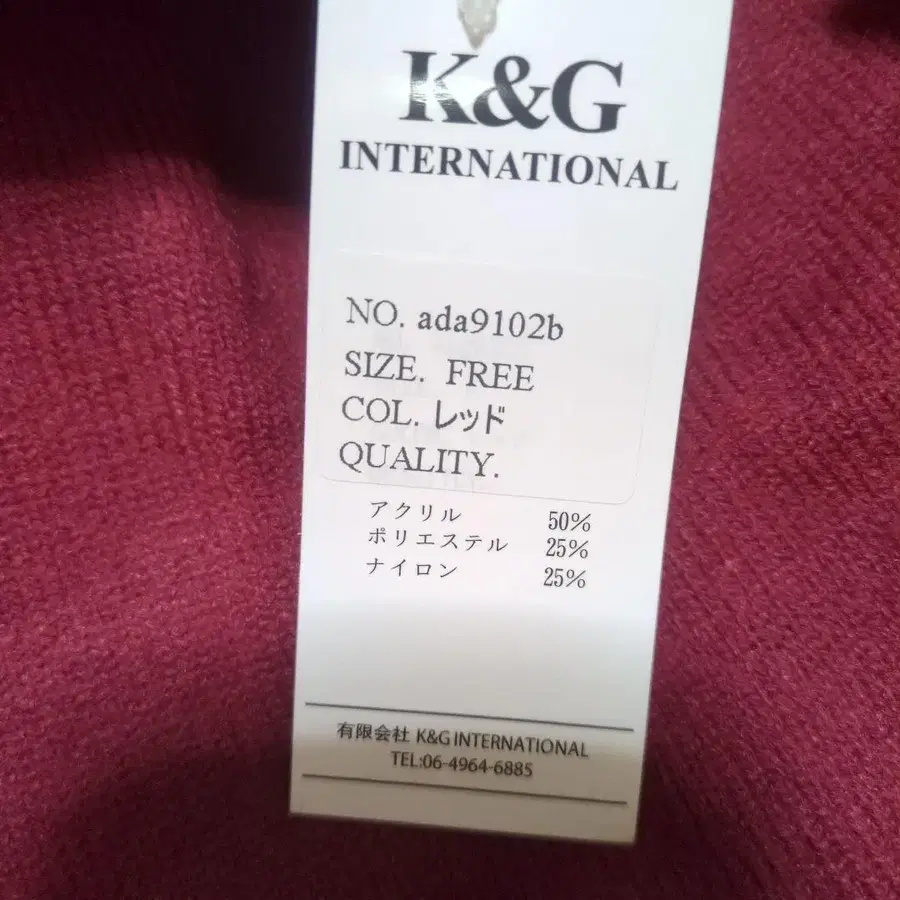 K&G
INTERNATIONAL
NO. ada9102b
SIZE. FREE
COL. レッド
QUALITY.
アクリル 50%
ポリエステル 25%
ナイロン 25%
有限会社 K&G INTERNATIONAL
TEL:06-4964-6885